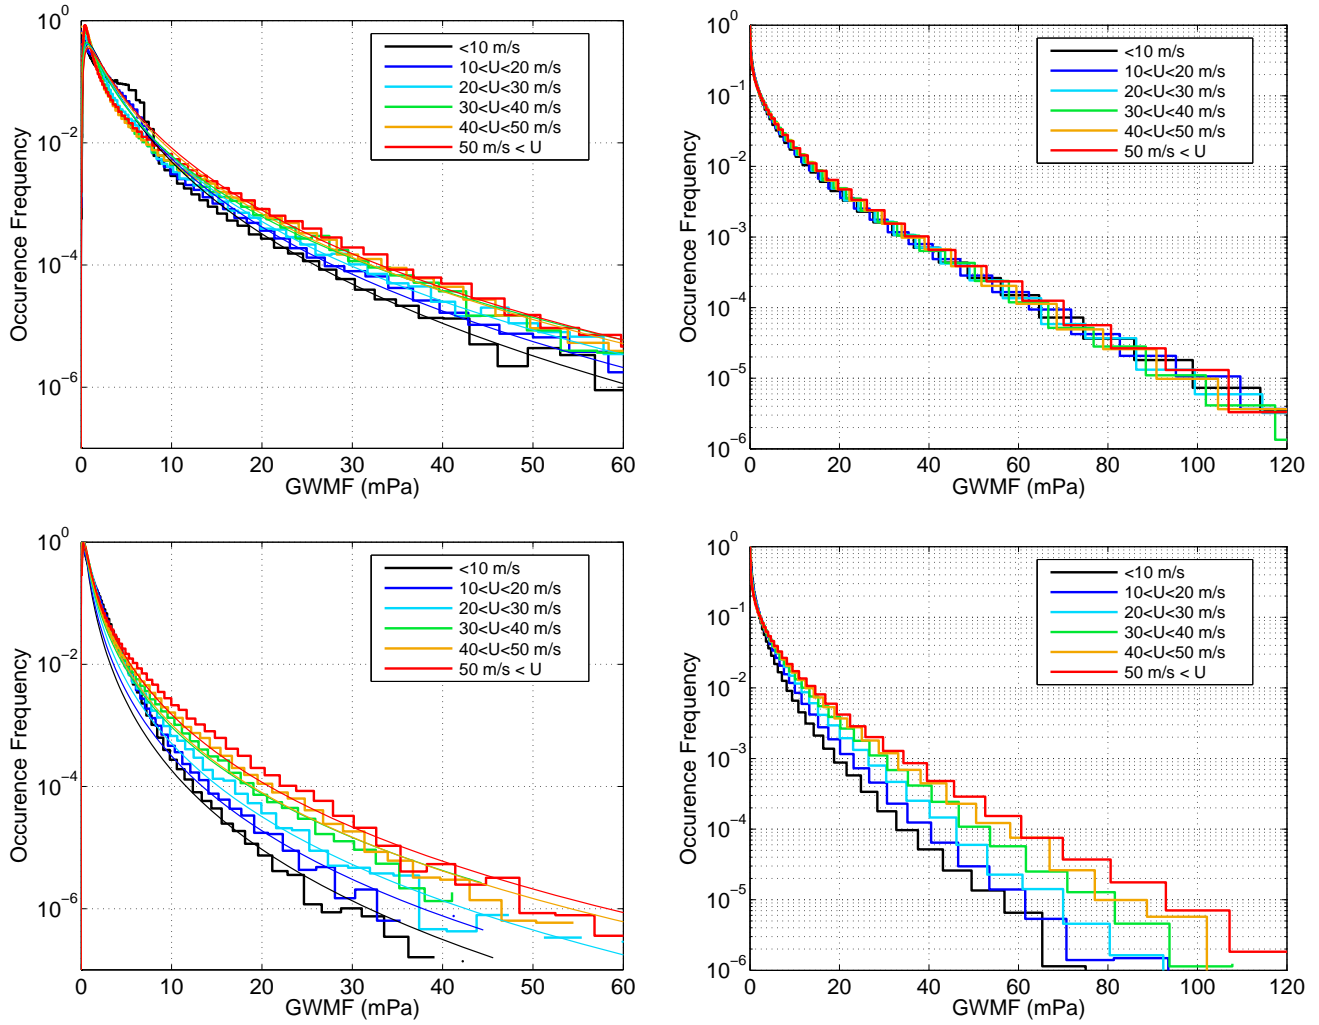 10^0
10^-2
10^-4
10^-6
Occurence Frequency
<10 m/s
10<U<20 m/s
20<U<30 m/s
30<U<40 m/s
40<U<50 m/s
50 m/s < U
0 10 20 30 40 50 60
GWMF (mPa)
10^0
10^-1
10^-2
10^-3
10^-4
10^-5
10^-6
Occurence Frequency
<10 m/s
10<U<20 m/s
20<U<30 m/s
30<U<40 m/s
40<U<50 m/s
50 m/s < U
0 20 40 60 80 100 120
GWMF (mPa)
10^0
10^-2
10^-4
10^-6
Occurence Frequency
<10 m/s
10<U<20 m/s
20<U<30 m/s
30<U<40 m/s
40<U<50 m/s
50 m/s < U
0 10 20 30 40 50 60
GWMF (mPa)
10^0
10^-1
10^-2
10^-3
10^-4
10^-5
10^-6
Occurence Frequency
<10 m/s
10<U<20 m/s
20<U<30 m/s
30<U<40 m/s
40<U<50 m/s
50 m/s < U
0 20 40 60 80 100 120
GWMF (mPa)